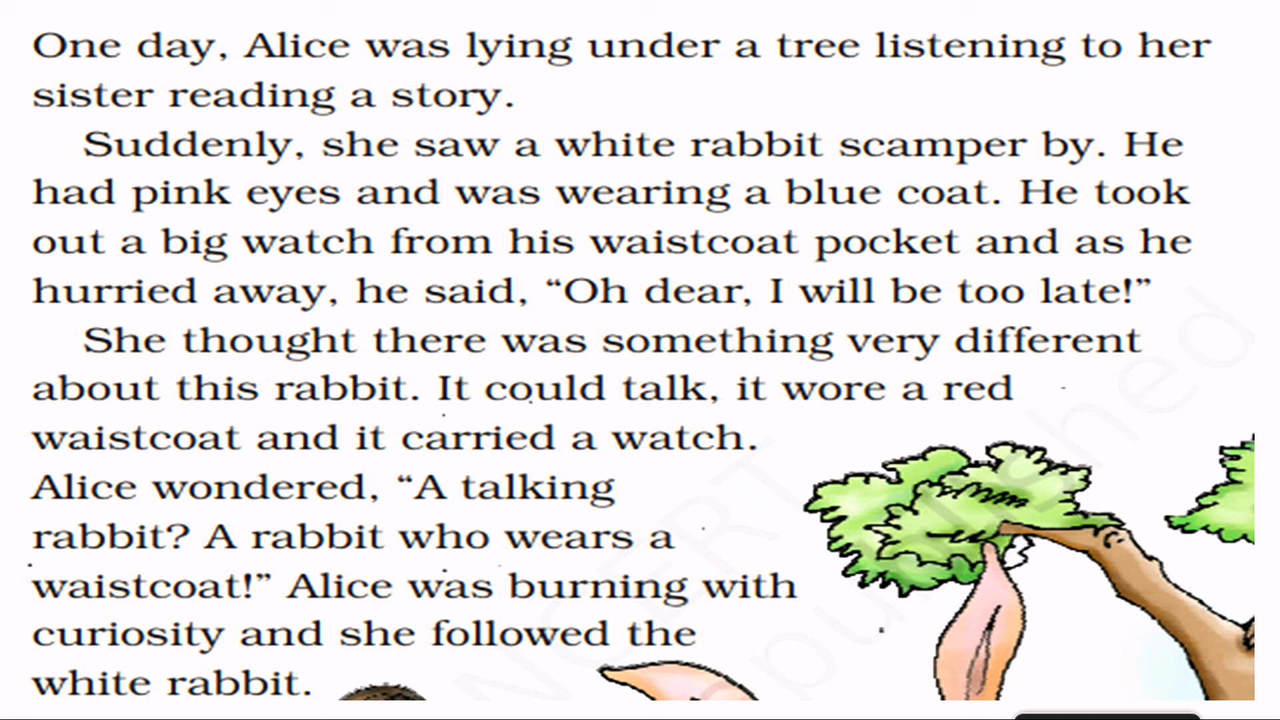 One day, Alice was lying under a tree listening to her
sister reading a story.
Suddenly, she saw a white rabbit scamper by. He
had pink eyes and was wearing a blue coat. He took
out a big watch from his waistcoat pocket and as he
hurried away, he said, “Oh dear, I will be too late!”
She thought there was something very different
about this rabbit. It could talk, it wore a red
waistcoat and it carried a watch.
Alice wondered, “A talking
rabbit? A rabbit who wears a
waistcoat!” Alice was burning with
curiosity and she followed the
white rabbit.
NCERT